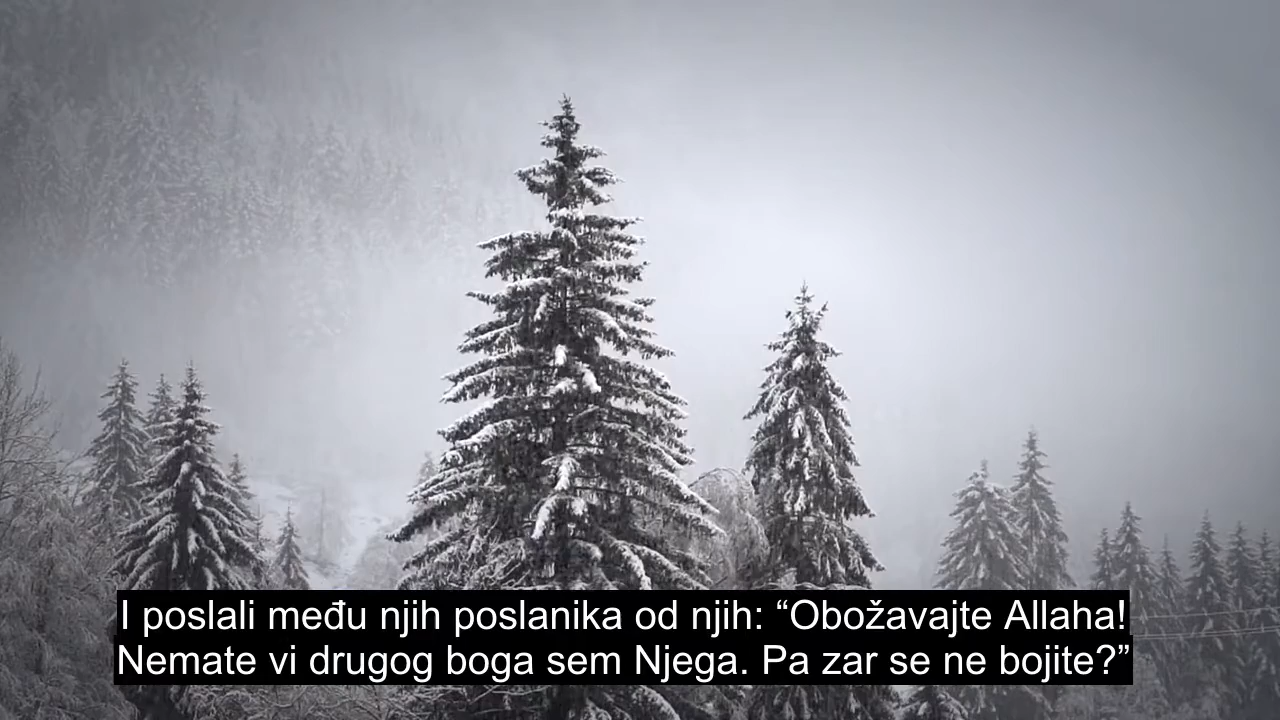 I poslali među njih poslanika od njih: “Obožavajte Allaha!
Nemate vi drugog boga sem Njega. Pa zar se ne bojite?”